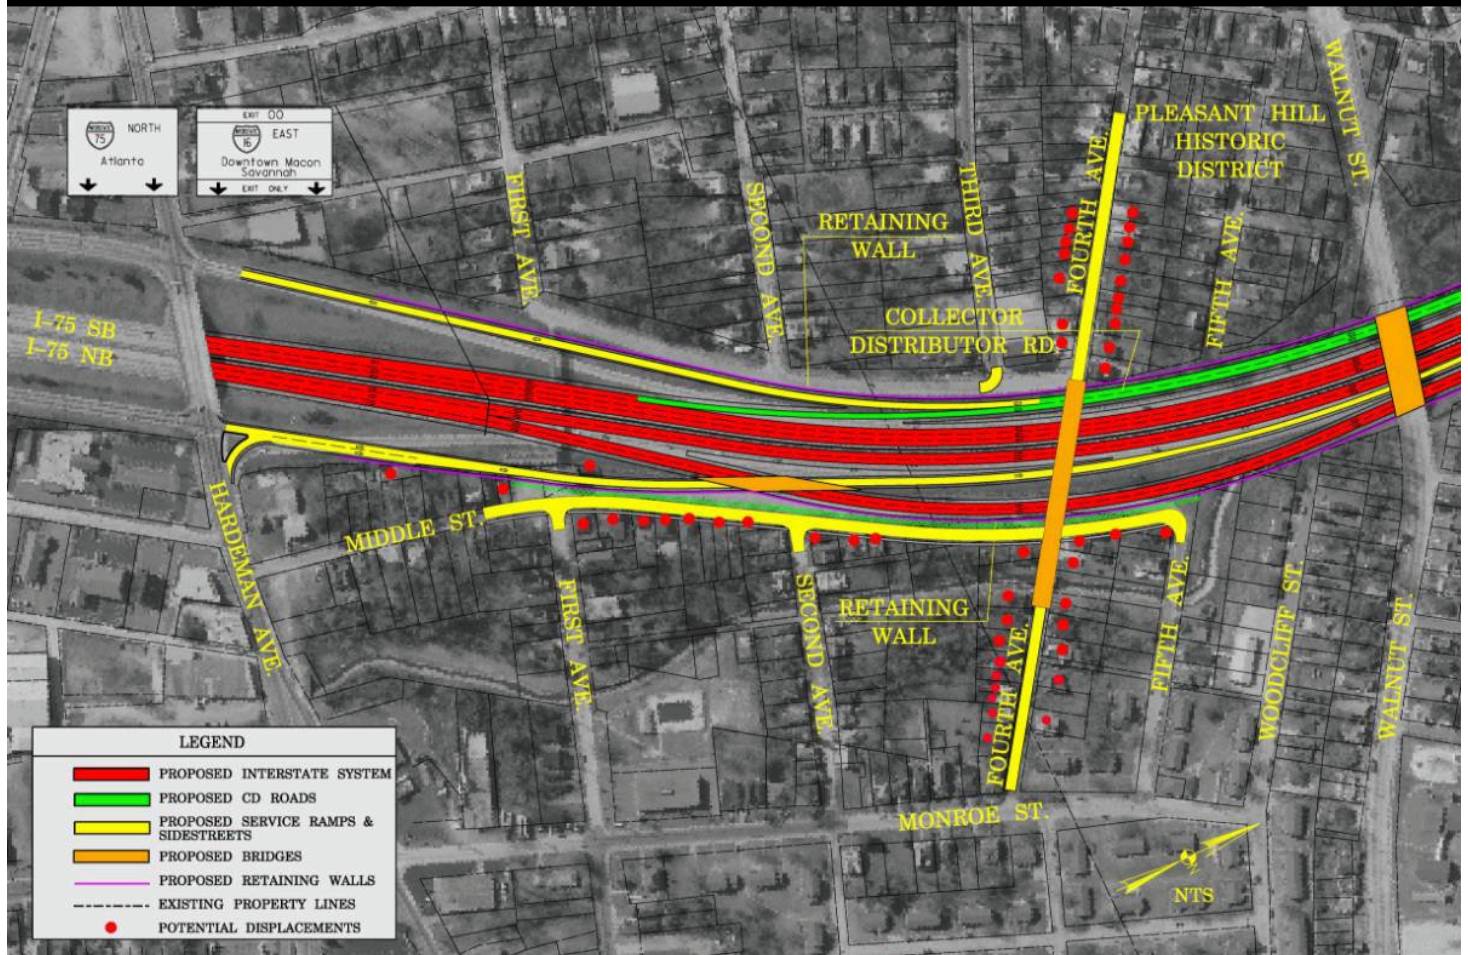 NORTH
75
Atlanta
EXIT OO
16
EAST
Downtown Macon
Savannah
EXIT ONLY
I-75 SB
I-75 NB
FIRST AVE.
SECOND AVE.
THIRD AVE.
FOURTH AVE.
FIFTH AVE.
WALNUT ST.
PLEASANT HILL
HISTORIC
DISTRICT
RETAINING
WALL
COLLECTOR
DISTRIBUTOR RD.
HARDEMAN AVE.
MIDDLE ST.
FIRST AVE.
SECOND AVE.
RETAINING
WALL
FOURTH AVE.
FIFTH AVE.
WOODCLIFF ST.
WALNUT ST.
MONROE ST.
NTS
LEGEND
PROPOSED INTERSTATE SYSTEM
PROPOSED CD ROADS
PROPOSED SERVICE RAMPS &
SIDESTREETS
PROPOSED BRIDGES
PROPOSED RETAINING WALLS
EXISTING PROPERTY LINES
POTENTIAL DISPLACEMENTS